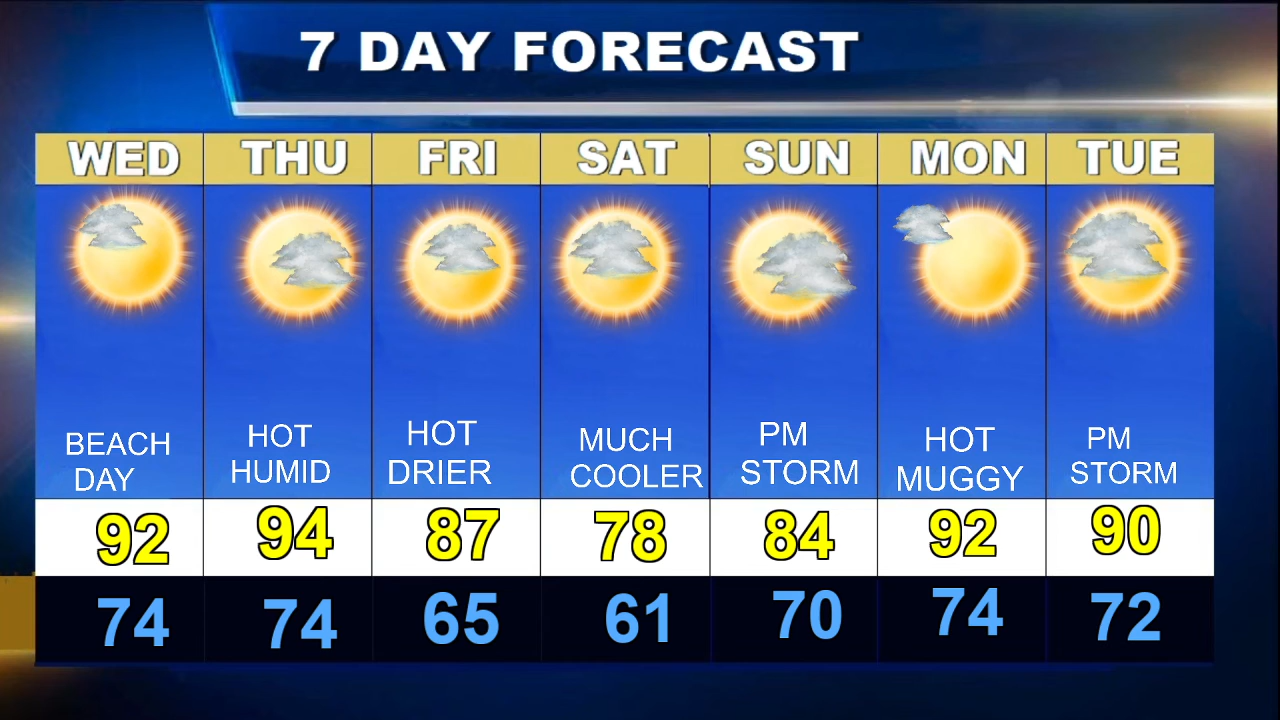 7 DAY FORECAST
WED THU FRI SAT SUN MON TUE
BEACH
DAY
HOT
HUMID
HOT
DRIER
MUCH
COOLER
PM
STORM
HOT
MUGGY
PM
STORM
92 94 87 78 84 92 90
74 74 65 61 70 74 72